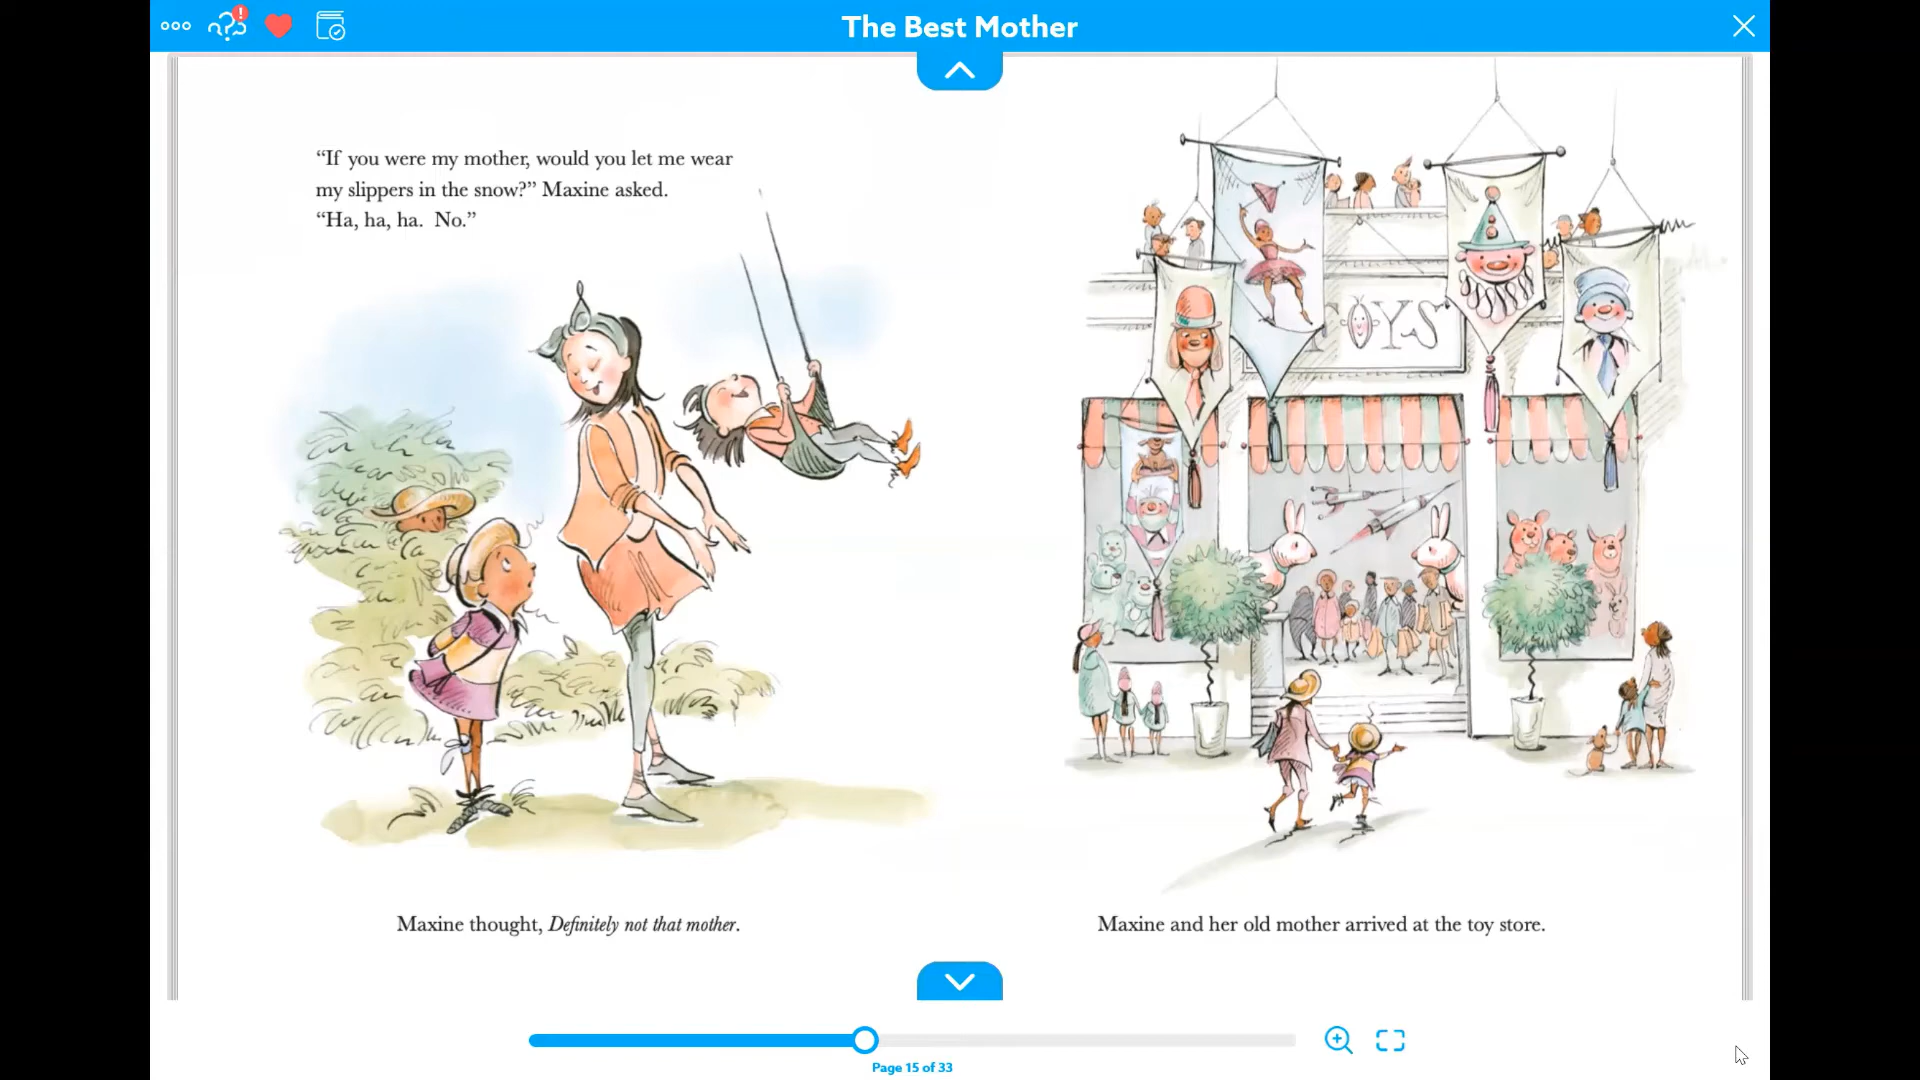 The Best Mother
“If you were my mother, would you let me wear
my slippers in the snow?” Maxine asked.
“Ha, ha, ha. No.”
TOYS
Maxine thought, Definitely not that mother.
Maxine and her old mother arrived at the toy store.
Page 15 of 33